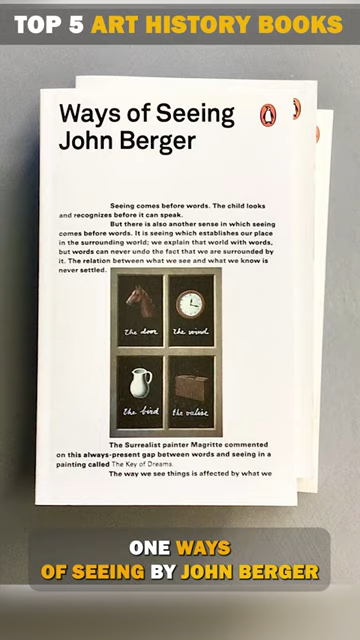 TOP 5 ART HISTORY BOOKS
Ways of Seeing
John Berger
Seeing comes before words. The child looks
and recognizes before it can speak.
But there is also another sense in which seeing
comes before words. It is seeing which establishes our place
in the surrounding world; we explain that world with words,
but words can never undo the fact that we are surrounded by
it. The relation between what we see and what we know is
never settled.
the door the wind
the bird the valise
The Surrealist painter Magritte commented
on this always-present gap between words and seeing in a
painting called The Key of Dreams.
The way we see things is affected by what we
ONE WAYS
OF SEEING BY JOHN BERGER